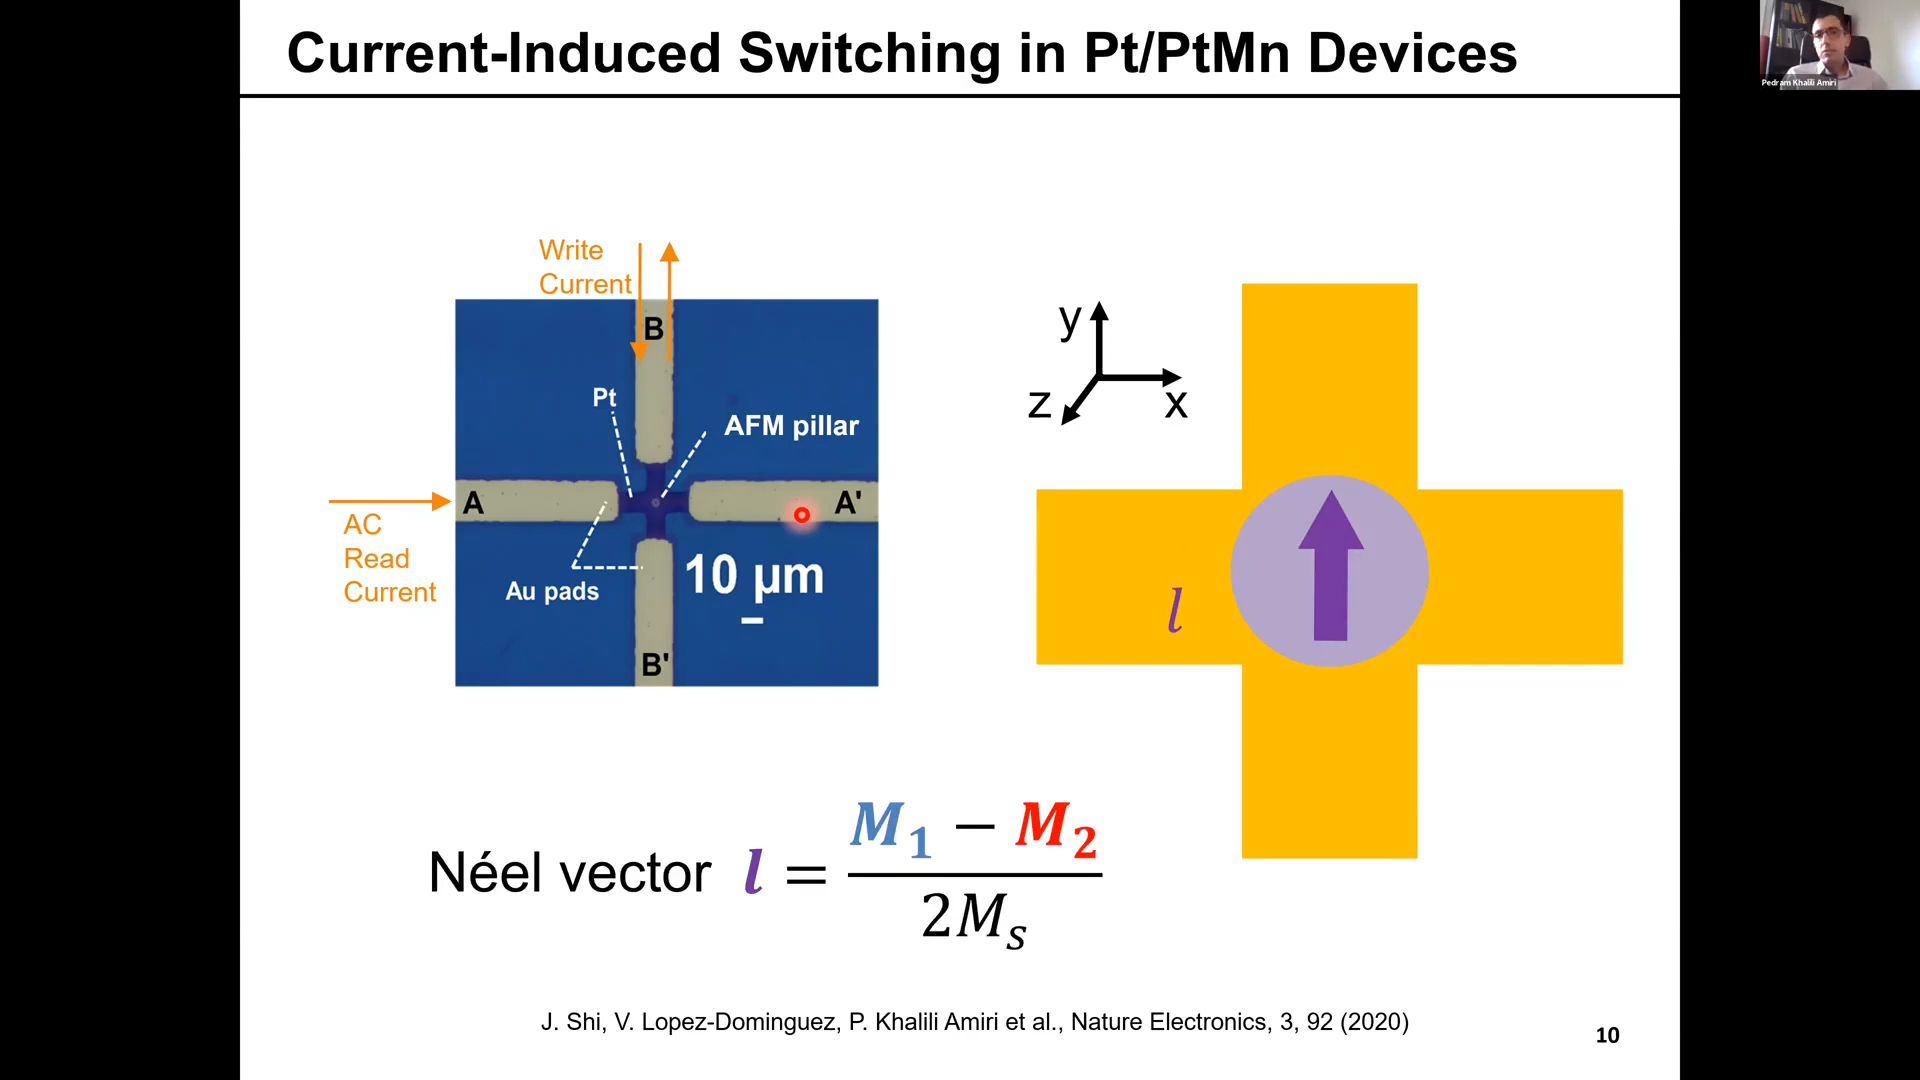 Current-Induced Switching in Pt/PtMn Devices
Pedram Khalili Amiri
Write
Current
B
Pt
AFM pillar
A
A'
AC
Read
Current
Au pads
10 µm
B'
y
z
x
l
Néel vector l = M₁ − M₂ / 2Mₛ
J. Shi, V. Lopez-Dominguez, P. Khalili Amiri et al., Nature Electronics, 3, 92 (2020)
10